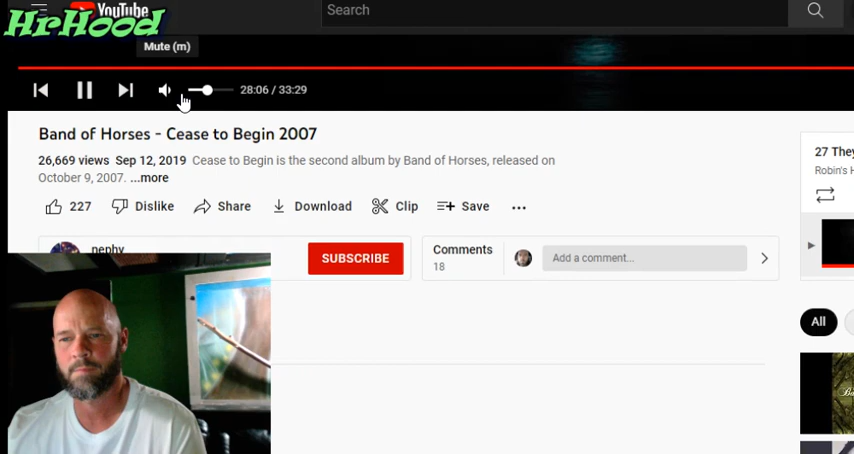 YouTube
HrHood
Search
Mute (m)
28:06 / 33:29
Band of Horses - Cease to Begin 2007
26,669 views Sep 12, 2019 Cease to Begin is the second album by Band of Horses, released on
October 9, 2007. ...more
227 Dislike Share Download Clip Save ...
nephy
SUBSCRIBE
Comments
18
Add a comment...
27 They
Robin's H
All